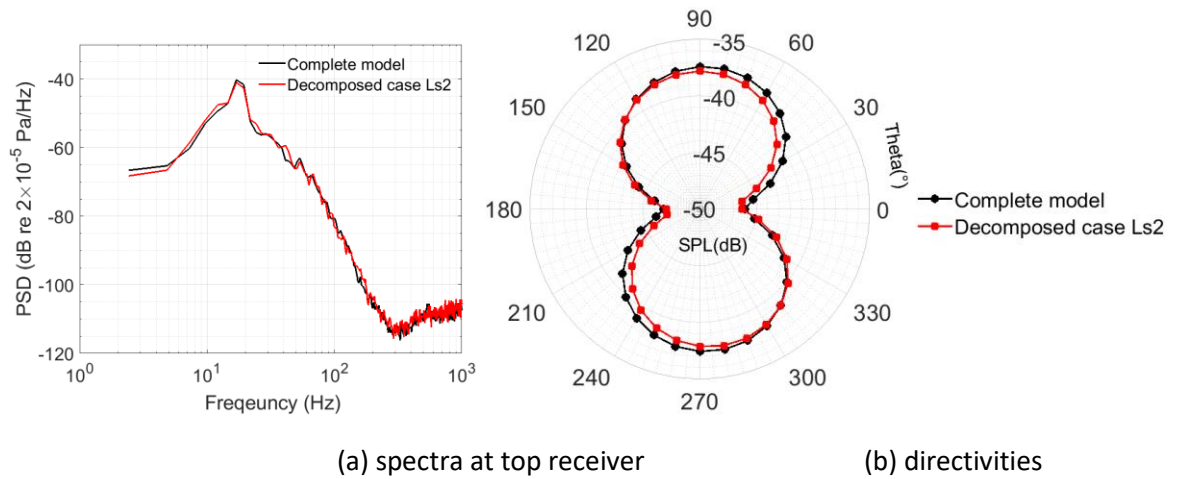 Complete model
Decomposed case Ls2
-40
-60
-80
-100
-120
PSD (dB re 2×10⁻⁵ Pa/Hz)
10⁰
10¹
10²
10³
Freqeuncy (Hz)
90
120
60
-35
150
-40
30
-45
Theta(°)
180
-50
0
SPL(dB)
210
330
240
300
270
Complete model
Decomposed case Ls2
(a) spectra at top receiver
(b) directivities